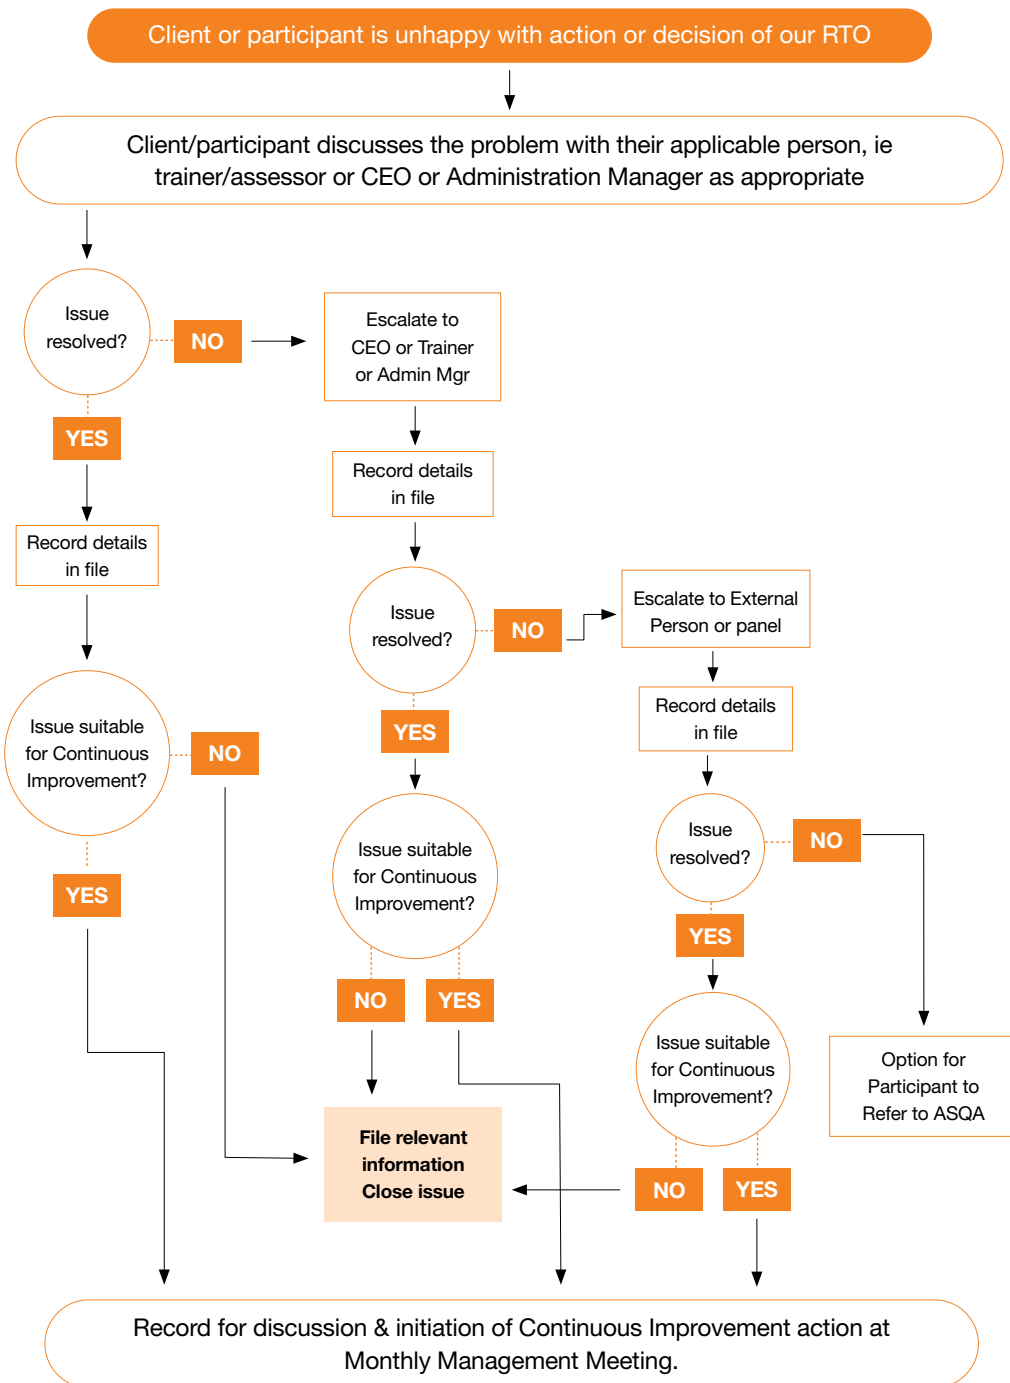 Client or participant is unhappy with action or decision of our RTO
Client/participant discusses the problem with their applicable person, ie
trainer/assessor or CEO or Administration Manager as appropriate
Issue
resolved?
NO
Escalate to
CEO or Trainer
or Admin Mgr
YES
Record details
in file
Record details
in file
Issue
resolved?
NO
Escalate to External
Person or panel
Issue suitable
for Continuous
Improvement?
NO
YES
Record details
in file
Issue
resolved?
NO
Issue suitable
for Continuous
Improvement?
YES
YES
NO
YES
Issue suitable
for Continuous
Improvement?
Option for
Participant to
Refer to ASQA
File relevant
information
Close issue
NO
YES
Record for discussion & initiation of Continuous Improvement action at
Monthly Management Meeting.